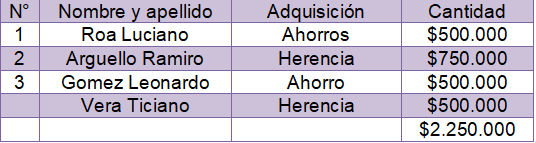 N° Nombre y apellido Adquisición Cantidad
1 Roa Luciano Ahorros $500.000
2 Arguello Ramiro Herencia $750.000
3 Gomez Leonardo Ahorro $500.000
Vera Ticiano Herencia $500.000
$2.250.000